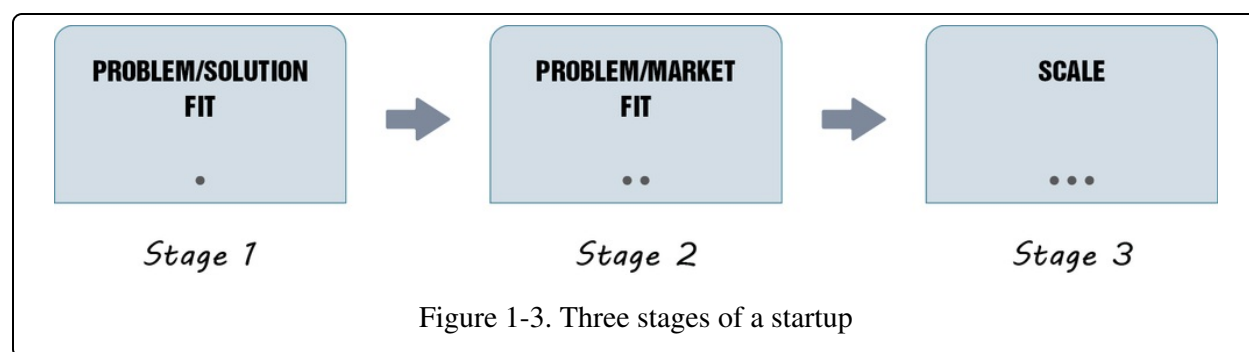 PROBLEM/SOLUTION
FIT
PROBLEM/MARKET
FIT
SCALE
Stage 1
Stage 2
Stage 3
Figure 1-3. Three stages of a startup